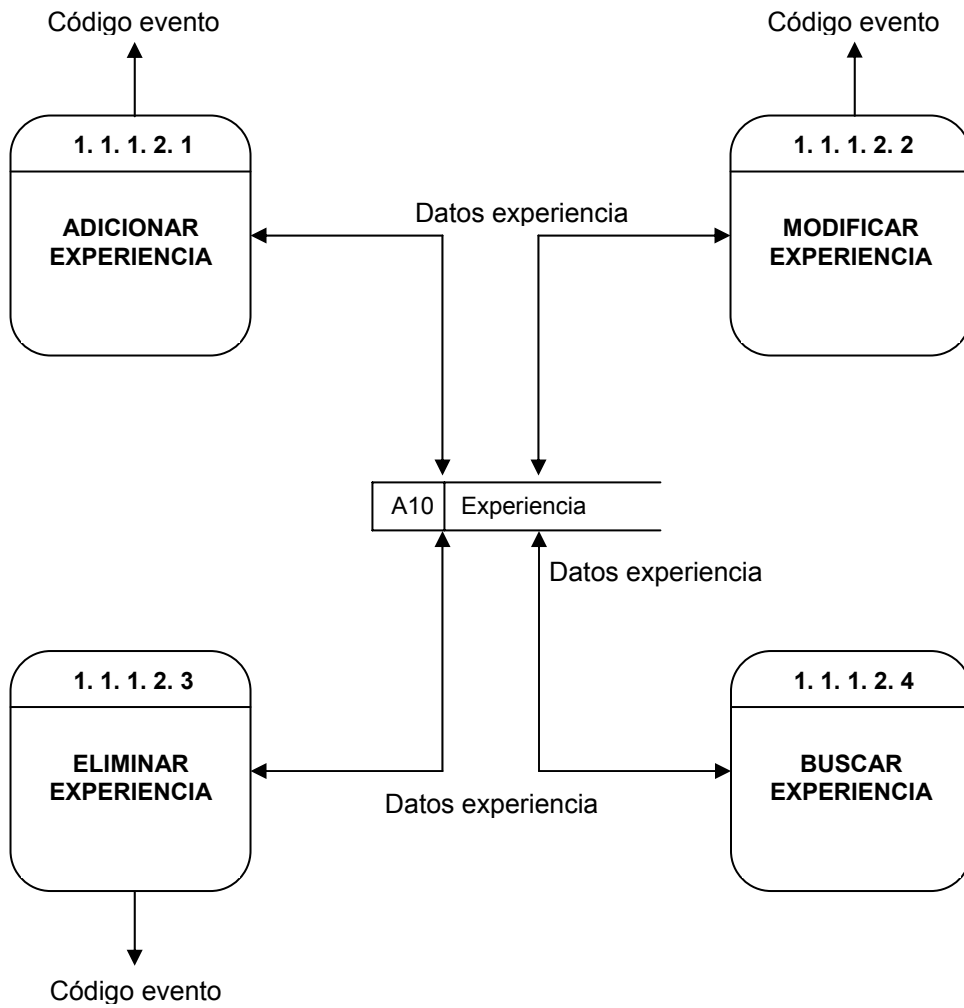 Código evento
Código evento
1. 1. 1. 2. 1
1. 1. 1. 2. 2
ADICIONAR
EXPERIENCIA
Datos experiencia
MODIFICAR
EXPERIENCIA
A10
Experiencia
Datos experiencia
1. 1. 1. 2. 3
1. 1. 1. 2. 4
ELIMINAR
EXPERIENCIA
BUSCAR
EXPERIENCIA
Datos experiencia
Código evento